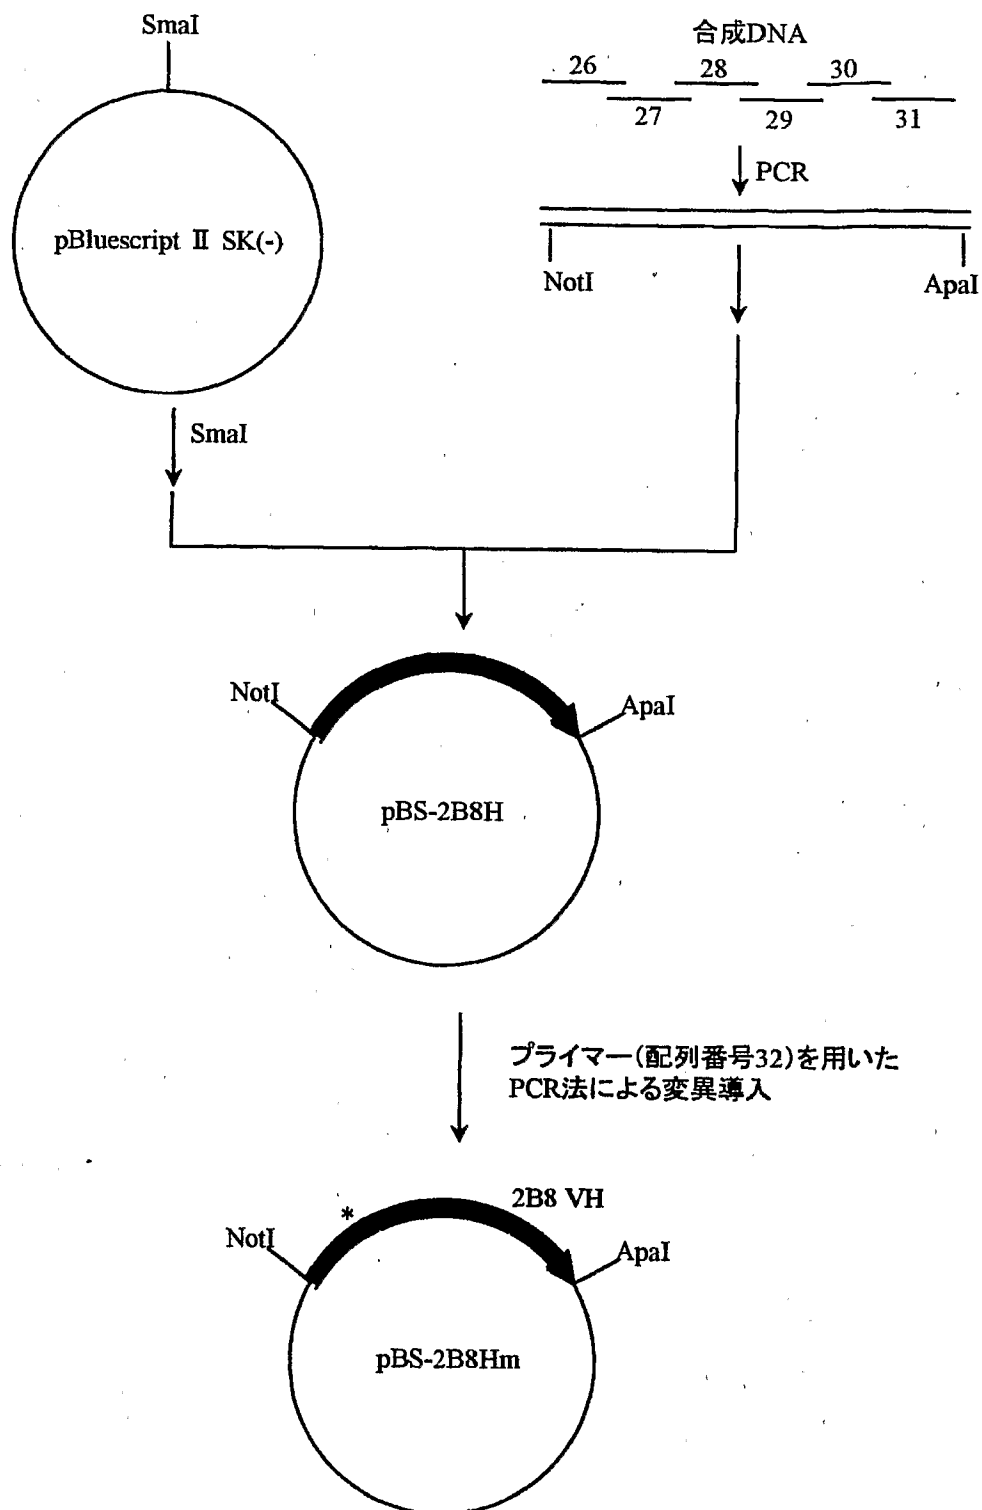 SmaI
合成DNA
26
28
30
27
29
31
PCR
pBluescript Ⅱ SK(-)
NotI
ApaI
SmaI
NotI
ApaI
pBS-2B8H
プライマー(配列番号32)を用いた
PCR法による変異導入
*
2B8 VH
NotI
ApaI
pBS-2B8Hm